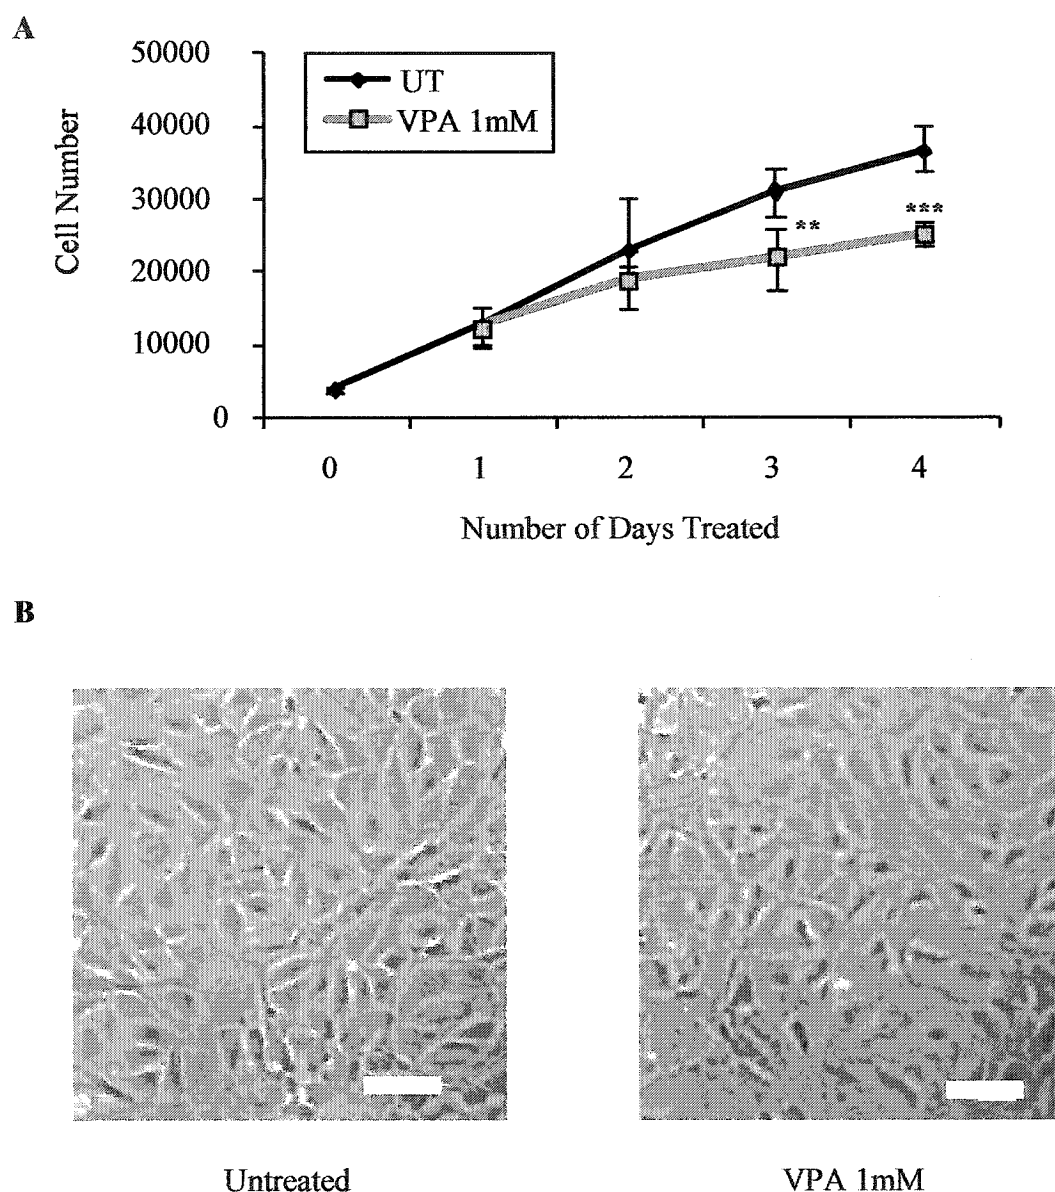 A
50000
40000
30000
20000
10000
0
Cell Number
UT
VPA 1mM
**
***
0 1 2 3 4
Number of Days Treated
B
Untreated
VPA 1mM